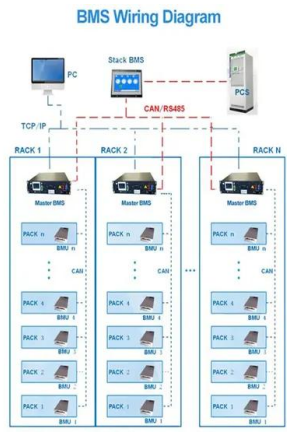 BMS Wiring Diagram
PC
Stack BMS
PCS
CAN/RS485
TCP/IP
RACK 1
RACK 2
RACK N
Master BMS
Master BMS
Master BMS
PACK n
BMU n
PACK n
BMU n
PACK n
BMU n
CAN
CAN
CAN
PACK 4
BMU 4
PACK 4
BMU 4
PACK 4
BMU 4
PACK 3
BMU 3
PACK 3
BMU 3
PACK 3
BMU 3
PACK 2
BMU 2
PACK 2
BMU 2
PACK 2
BMU 2
PACK 1
BMU 1
PACK 1
BMU 1
PACK 1
BMU 1